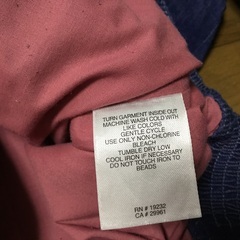 TURN GARMENT INSIDE OUT
MACHINE WASH COLD WITH
LIKE COLORS
GENTLE CYCLE
USE ONLY NON-CHLORINE
BLEACH
TUMBLE DRY LOW
COOL IRON IF NECESSARY
DO NOT TOUCH IRON TO
BEADS
RN # 19232
CA # 29961